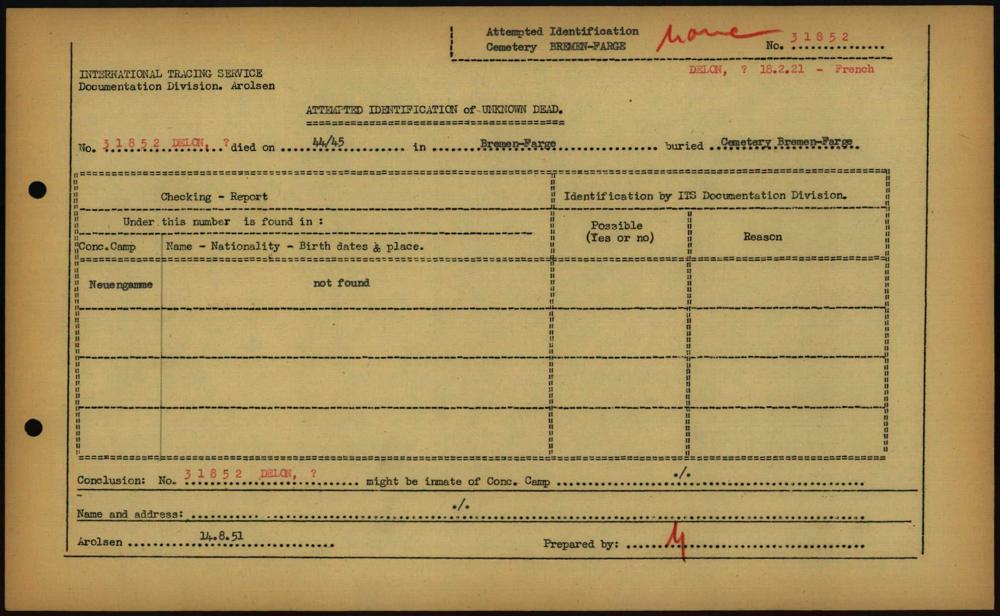 Attempted Identification
Cemetery BREMEN-FARGE
none
No. 31852
DELON, ? 18.2.21 - French
INTERNATIONAL TRACING SERVICE
Documentation Division. Arolsen
ATTEMPTED IDENTIFICATION of UNKNOWN DEAD.
No. 31852 DELON, ? died on 44/45 in Bremen-Farge buried Cemetery Bremen-Farge
Checking - Report
Identification by ITS Documentation Division.
Under this number is found in :
Possible
(Yes or no)
Reason
Conc.Camp
Name - Nationality - Birth dates & place.
Neuengamme
not found
Conclusion: No. 31852 DELON, ? might be inmate of Conc. Camp ./.
Name and address: ./.
Arolsen 14.8.51
Prepared by: